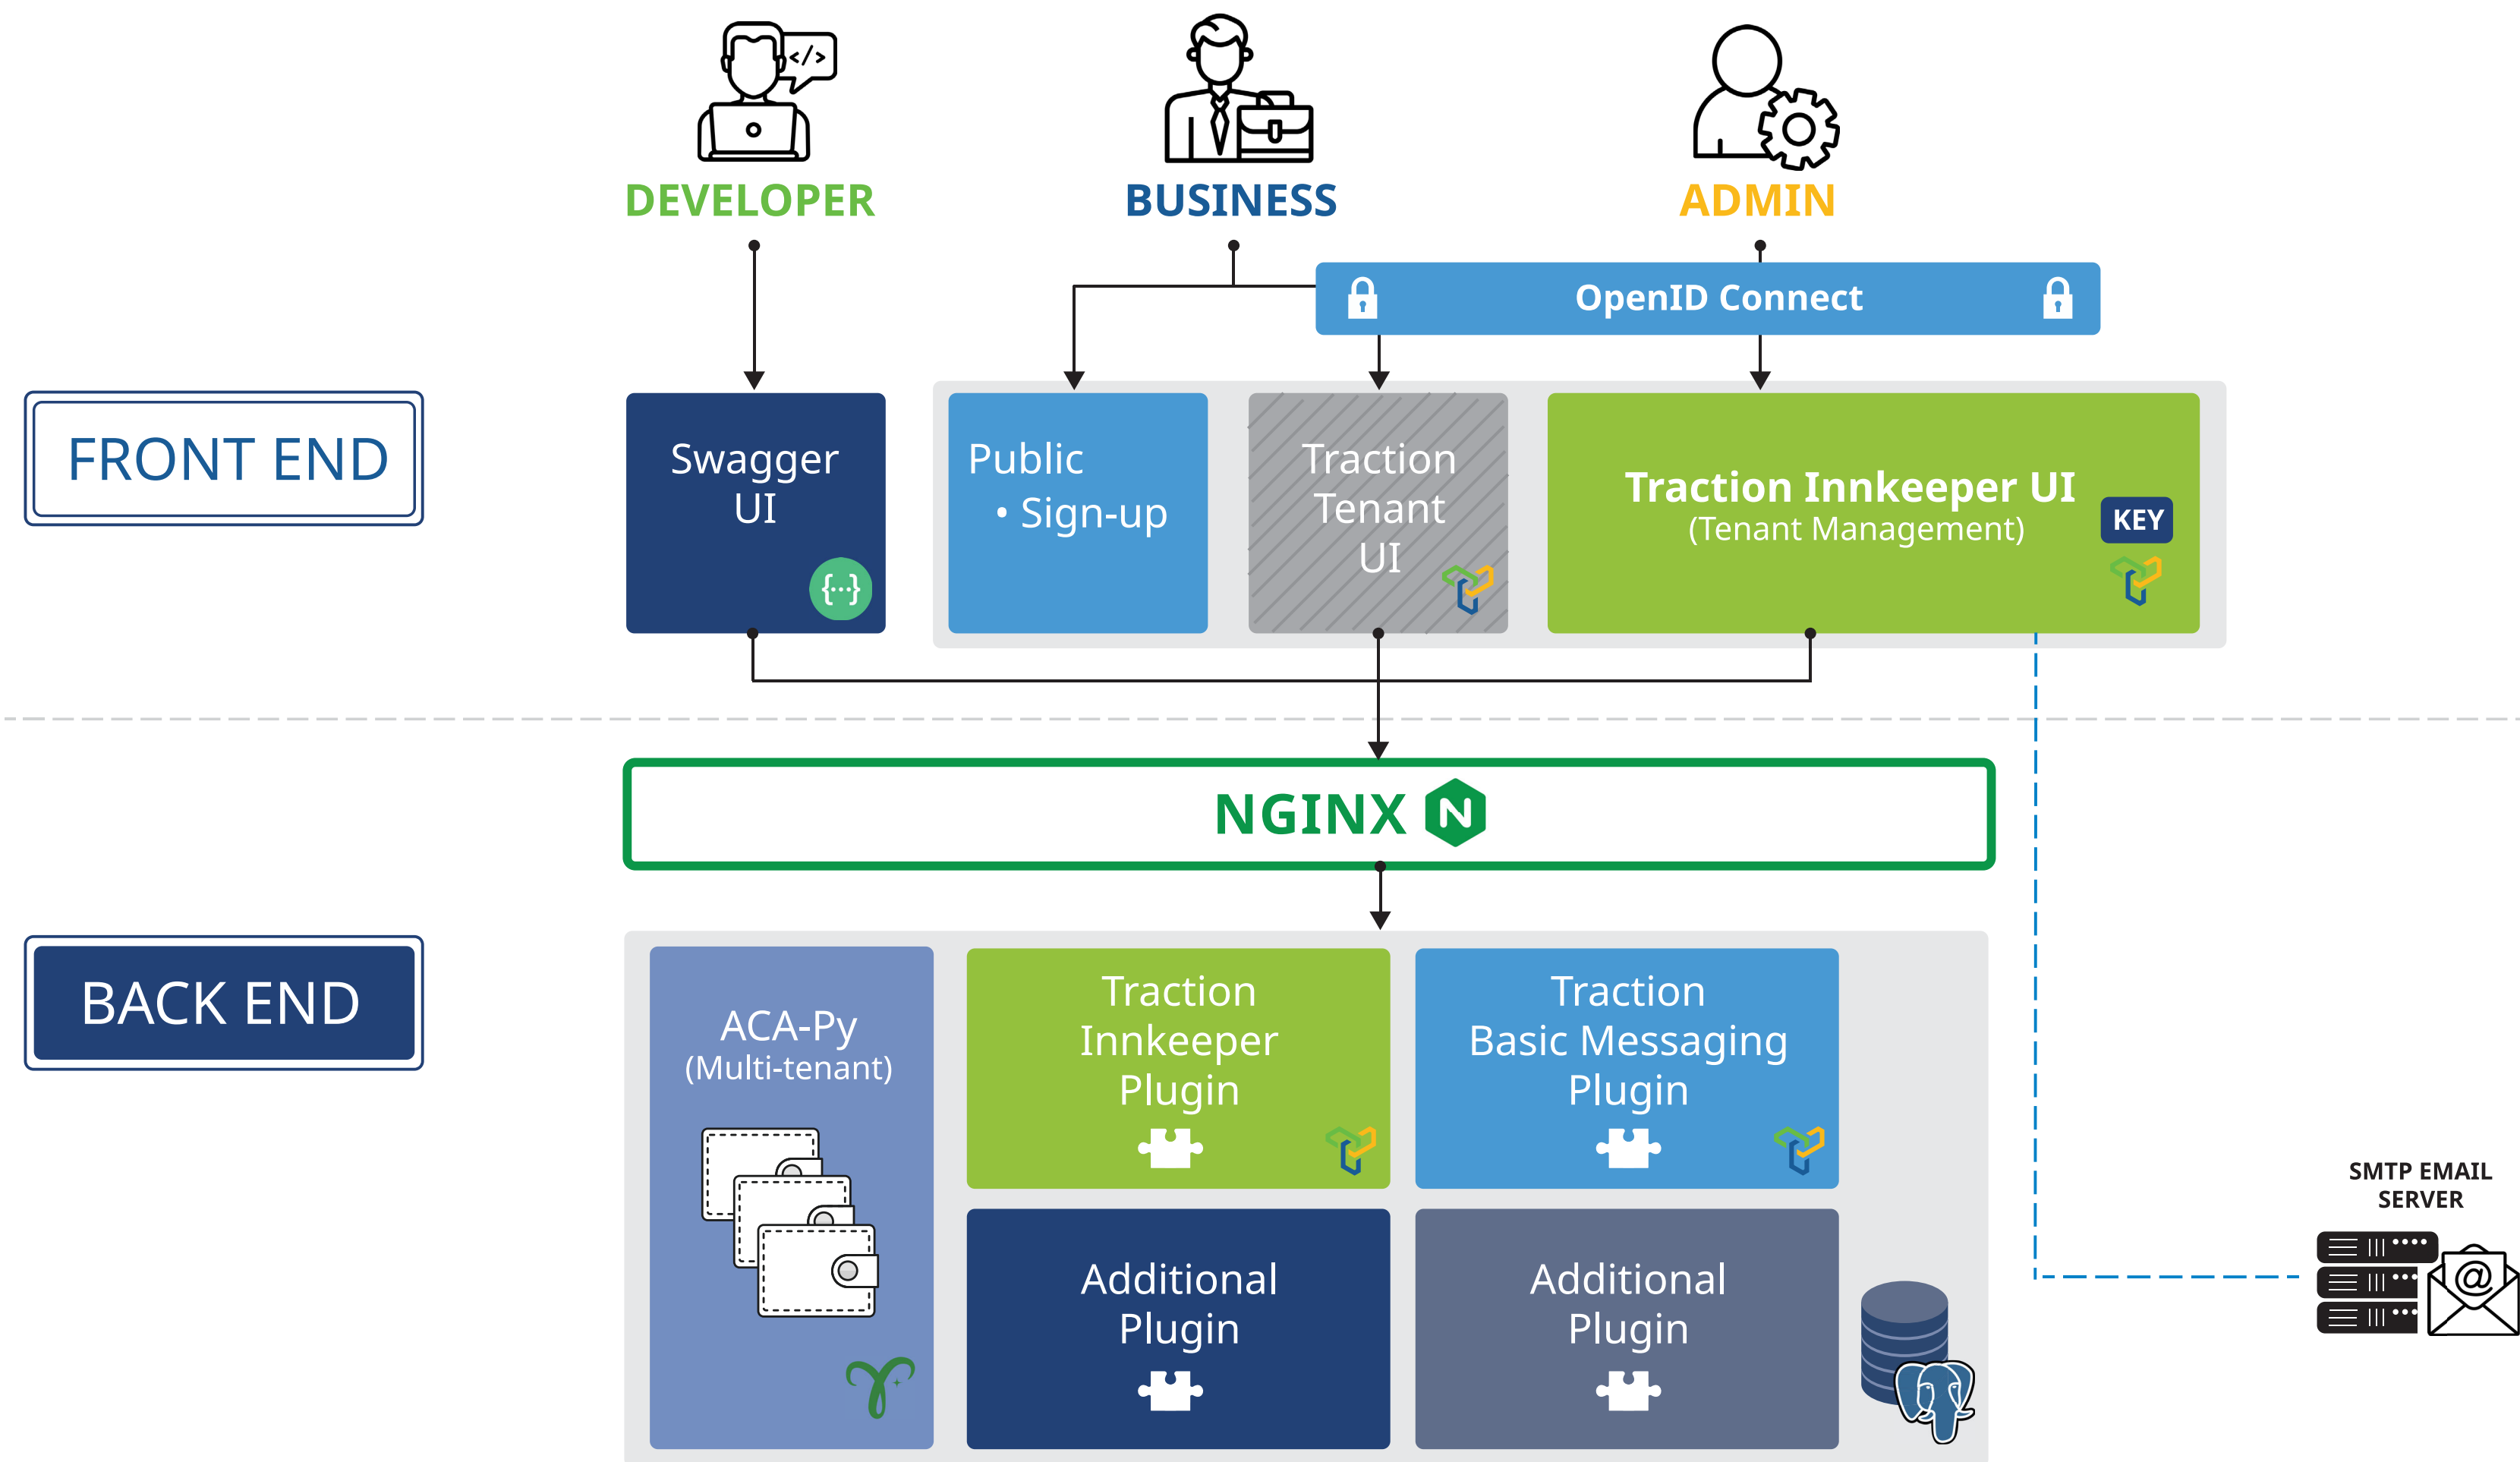 </>
DEVELOPER
BUSINESS
ADMIN
OpenID Connect
FRONT END
Swagger
UI
{···}
Public
• Sign-up
Traction
Tenant
UI
Traction Innkeeper UI
(Tenant Management)
KEY
NGINX
N
BACK END
ACA-Py
(Multi-tenant)
Traction
Innkeeper
Plugin
Traction
Basic Messaging
Plugin
Additional
Plugin
Additional
Plugin
SMTP EMAIL
SERVER
@